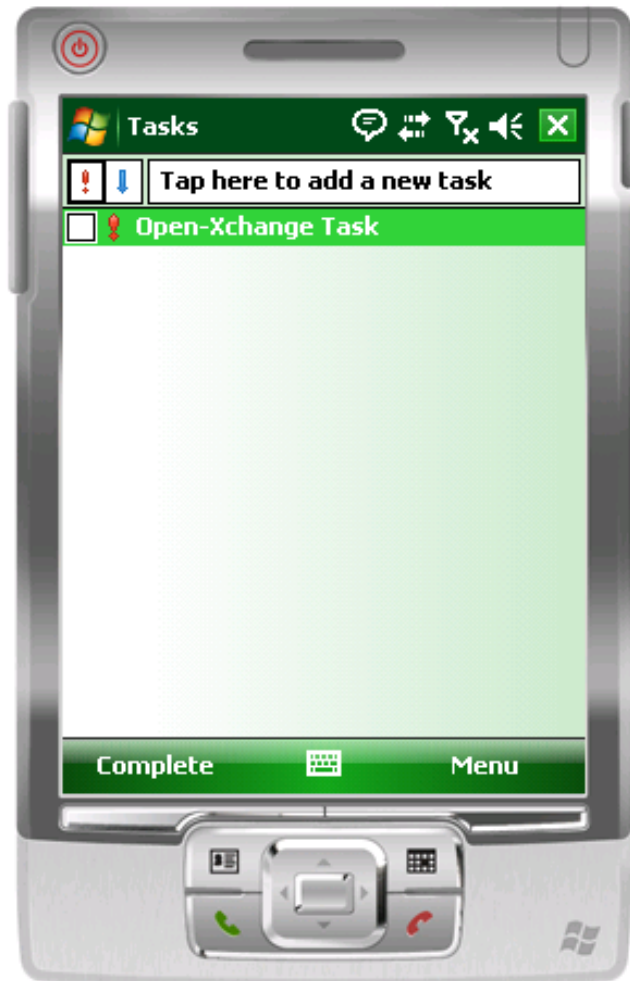 Tasks
Tap here to add a new task
Open-Xchange Task
Complete
Menu